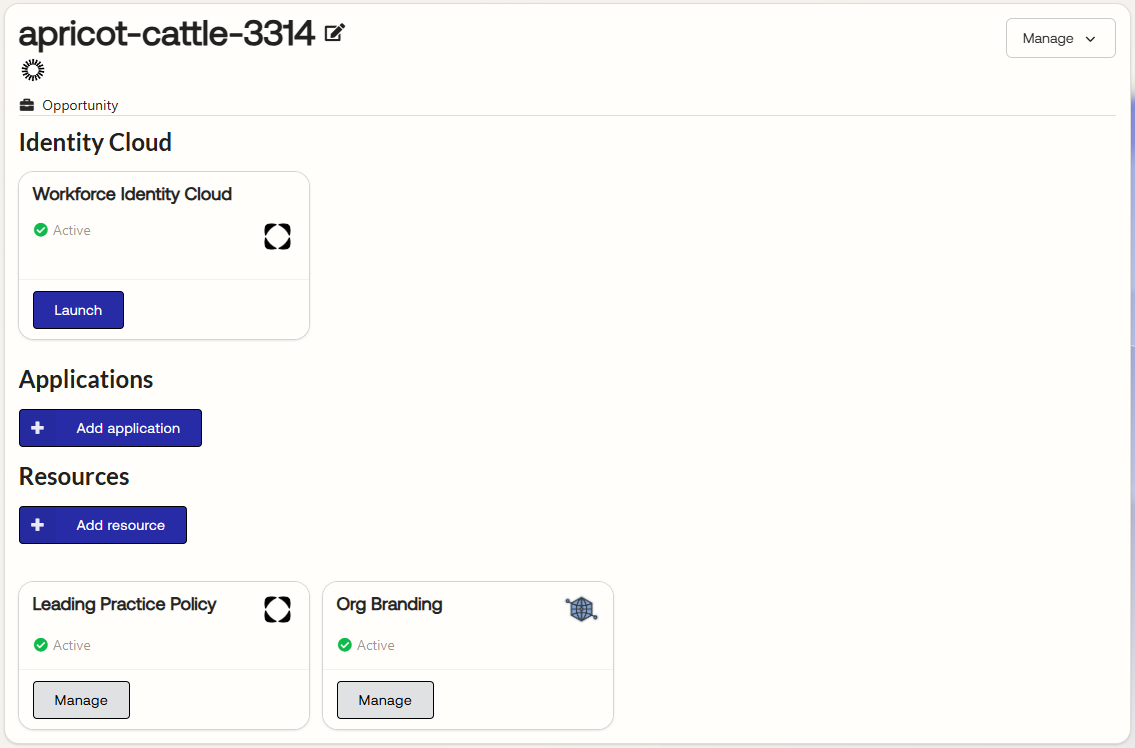 apricot-cattle-3314
Manage
Opportunity
Identity Cloud
Workforce Identity Cloud
Active
Launch
Applications
Add application
Resources
Add resource
Leading Practice Policy
Active
Manage
Org Branding
Active
Manage